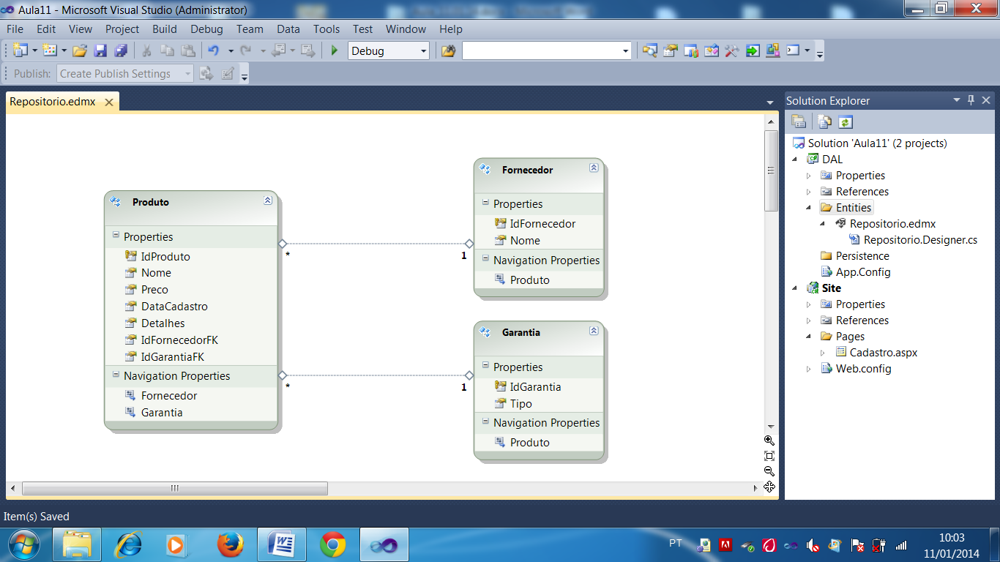 Aula11 - Microsoft Visual Studio (Administrator)
File Edit View Project Build Debug Team Data Tools Test Window Help
Debug
Publish: Create Publish Settings
Repositorio.edmx
Produto
Properties
IdProduto
Nome
Preco
DataCadastro
Detalhes
IdFornecedorFK
IdGarantiaFK
Navigation Properties
Fornecedor
Garantia
* 1
* 1
Fornecedor
Properties
IdFornecedor
Nome
Navigation Properties
Produto
Garantia
Properties
IdGarantia
Tipo
Navigation Properties
Produto
Solution Explorer
Solution 'Aula11' (2 projects)
DAL
Properties
References
Entities
Repositorio.edmx
Repositorio.Designer.cs
Persistence
App.Config
Site
Properties
References
Pages
Cadastro.aspx
Web.config
Item(s) Saved
PT
10:03
11/01/2014